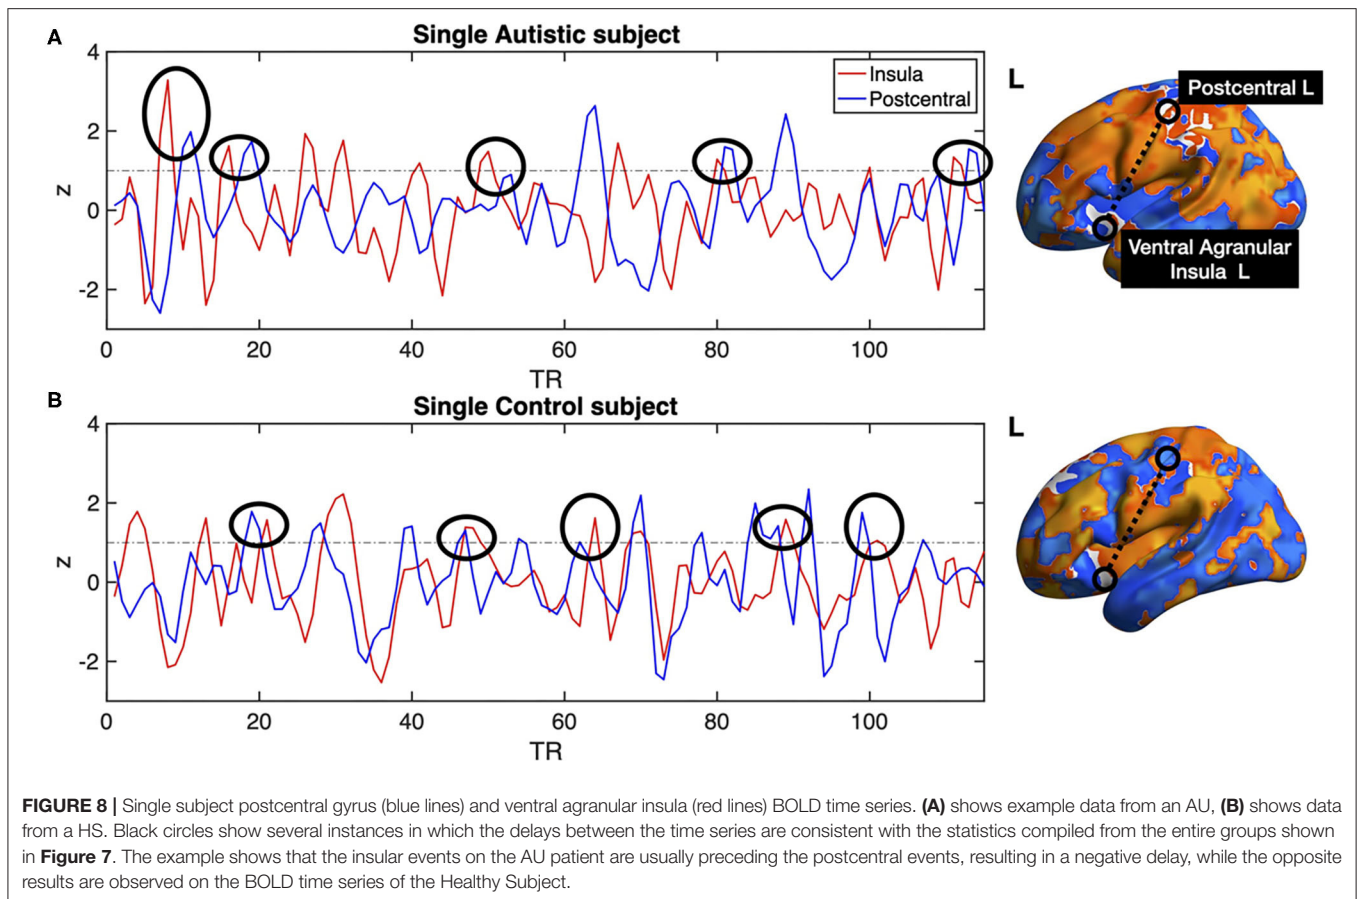 A
Single Autistic subject
4
2
0
-2
z
0 20 40 60 80 100
TR
Insula
Postcentral
L
Postcentral L
Ventral Agranular
Insula L
B
Single Control subject
4
2
0
-2
z
0 20 40 60 80 100
TR
L
FIGURE 8 | Single subject postcentral gyrus (blue lines) and ventral agranular insula (red lines) BOLD time series. (A) shows example data from an AU, (B) shows data
from a HS. Black circles show several instances in which the delays between the time series are consistent with the statistics compiled from the entire groups shown
in Figure 7. The example shows that the insular events on the AU patient are usually preceding the postcentral events, resulting in a negative delay, while the opposite
results are observed on the BOLD time series of the Healthy Subject.